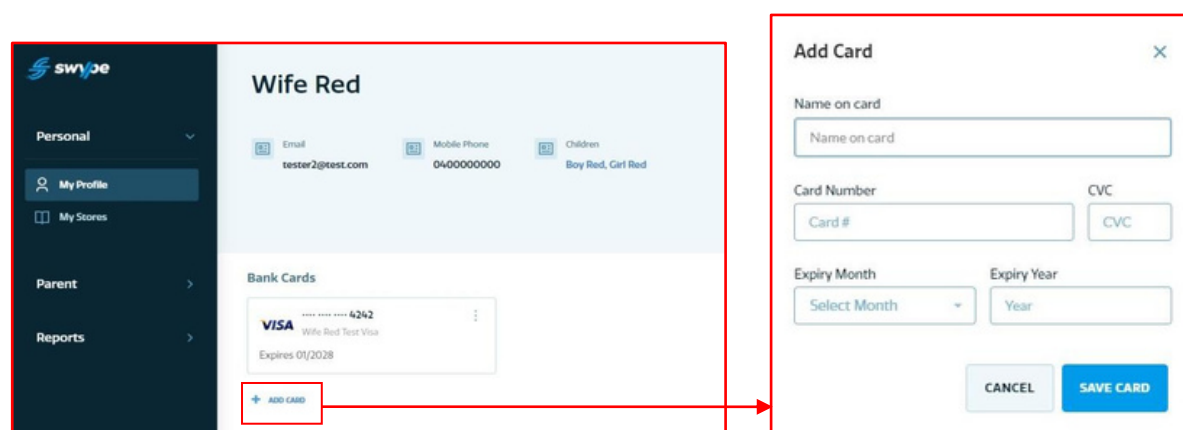 swype
Personal
My Profile
My Stores
Parent
Reports
Wife Red
Email
tester2@test.com
Mobile Phone
0400000000
Children
Boy Red, Girl Red
Bank Cards
VISA
···· ···· ···· 4242
Wife Red Test Visa
Expires 01/2028
+ ADD CARD
Add Card
Name on card
Name on card
Card Number
CVC
Card #
CVC
Expiry Month
Expiry Year
Select Month
Year
CANCEL
SAVE CARD